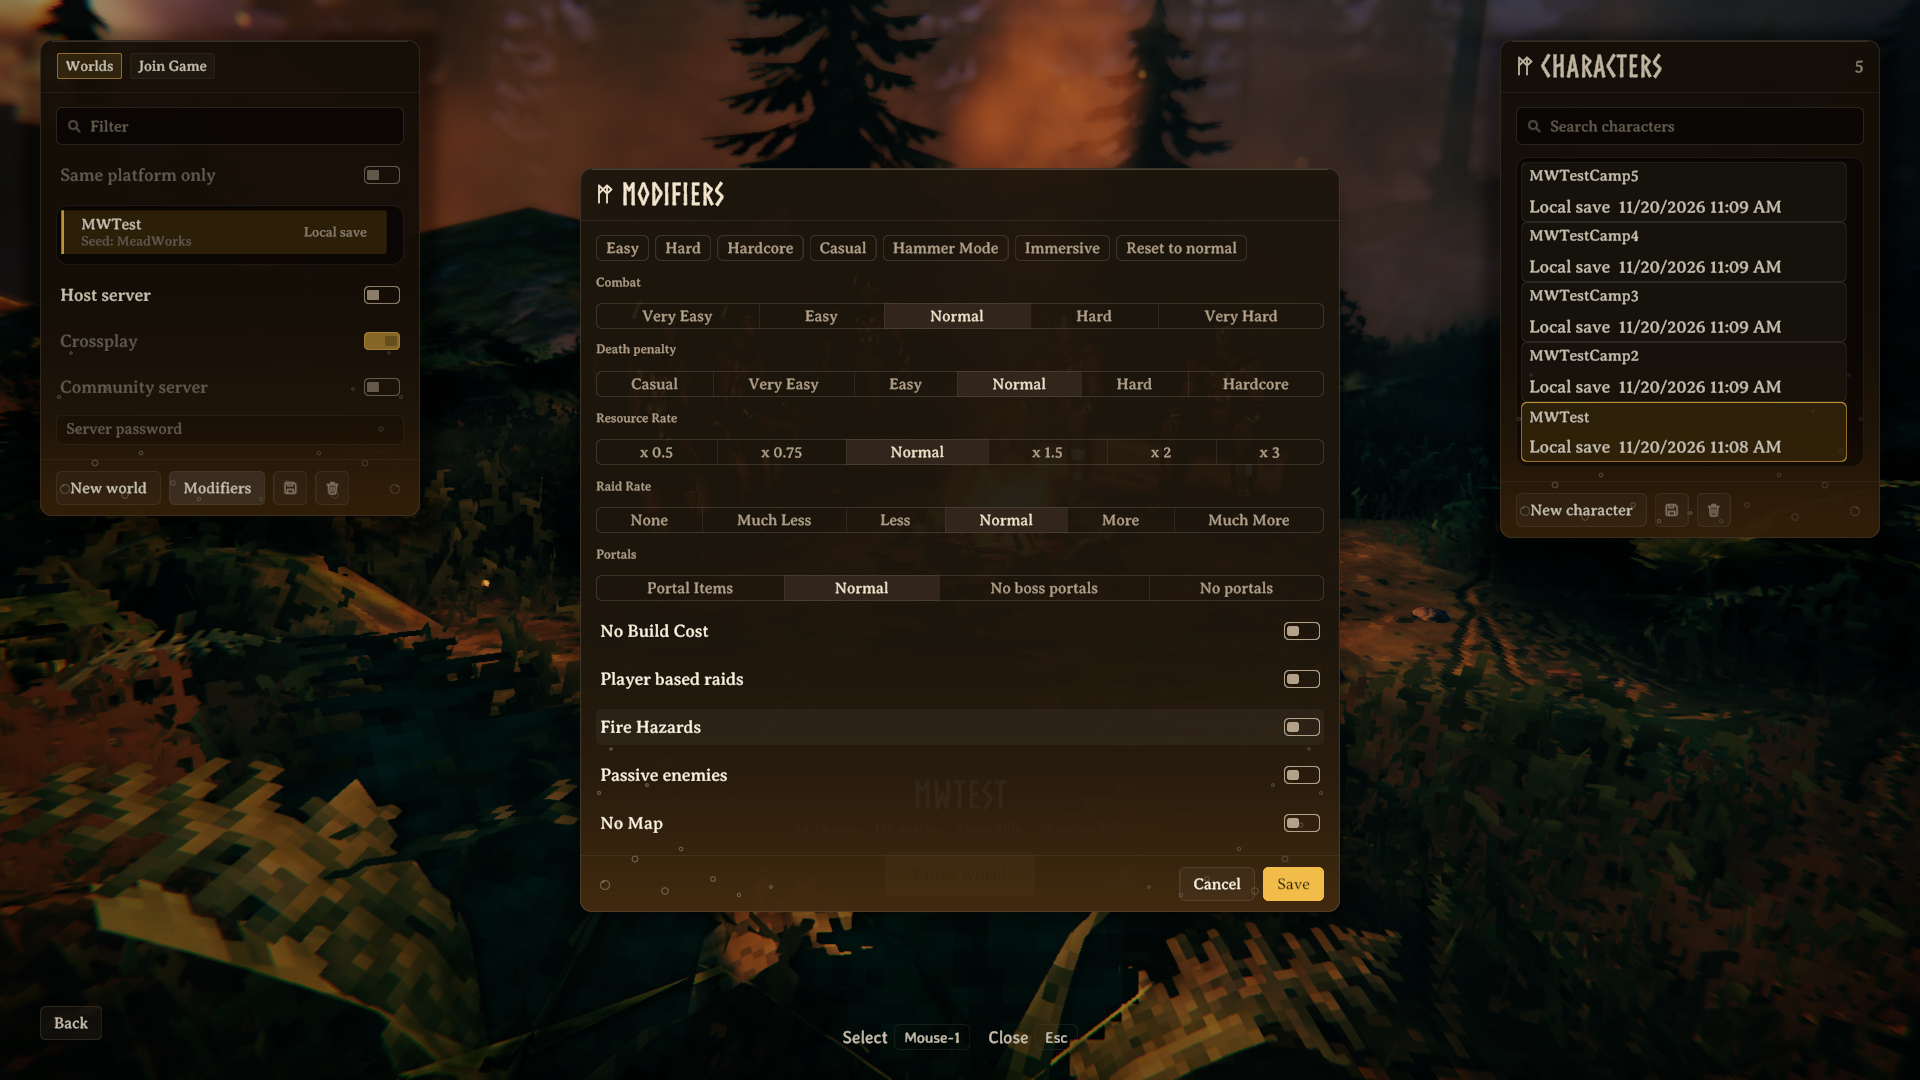 Worlds
Join Game
Filter
Same platform only
MWTest
Seed: MeadWorks
Local save
Host server
Crossplay
Community server
Server password
New world
Modifiers
MODIFIERS
Easy
Hard
Hardcore
Casual
Hammer Mode
Immersive
Reset to normal
Combat
Very Easy
Easy
Normal
Hard
Very Hard
Death penalty
Casual
Very Easy
Easy
Normal
Hard
Hardcore
Resource Rate
x 0.5
x 0.75
Normal
x 1.5
x 2
x 3
Raid Rate
None
Much Less
Less
Normal
More
Much More
Portals
Portal Items
Normal
No boss portals
No portals
No Build Cost
Player based raids
Fire Hazards
Passive enemies
MWTEST
No Map
Enter world
Cancel
Save
CHARACTERS
5
Search characters
MWTestCamp5
Local save 11/20/2026 11:09 AM
MWTestCamp4
Local save 11/20/2026 11:09 AM
MWTestCamp3
Local save 11/20/2026 11:09 AM
MWTestCamp2
Local save 11/20/2026 11:09 AM
MWTest
Local save 11/20/2026 11:08 AM
New character
Back
Select Mouse-1 Close Esc